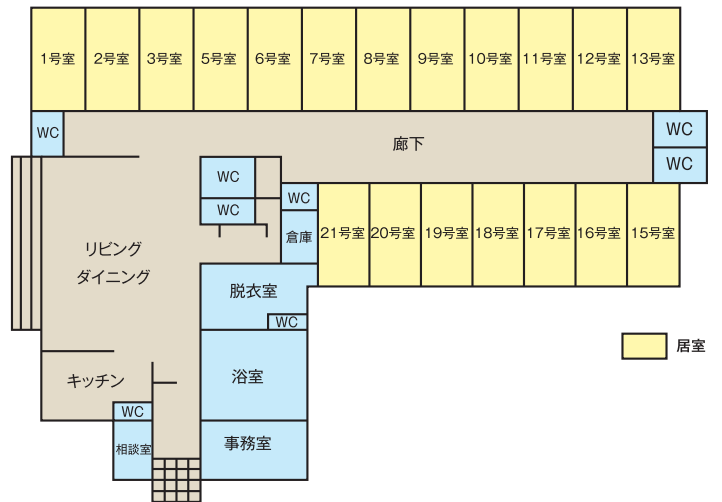 1号室
2号室
3号室
5号室
6号室
7号室
8号室
9号室
10号室
11号室
12号室
13号室
WC
廊下
WC
WC
WC
WC
WC
倉庫
21号室
20号室
19号室
18号室
17号室
16号室
15号室
リビング
ダイニング
脱衣室
WC
居室
キッチン
浴室
WC
相談室
事務室